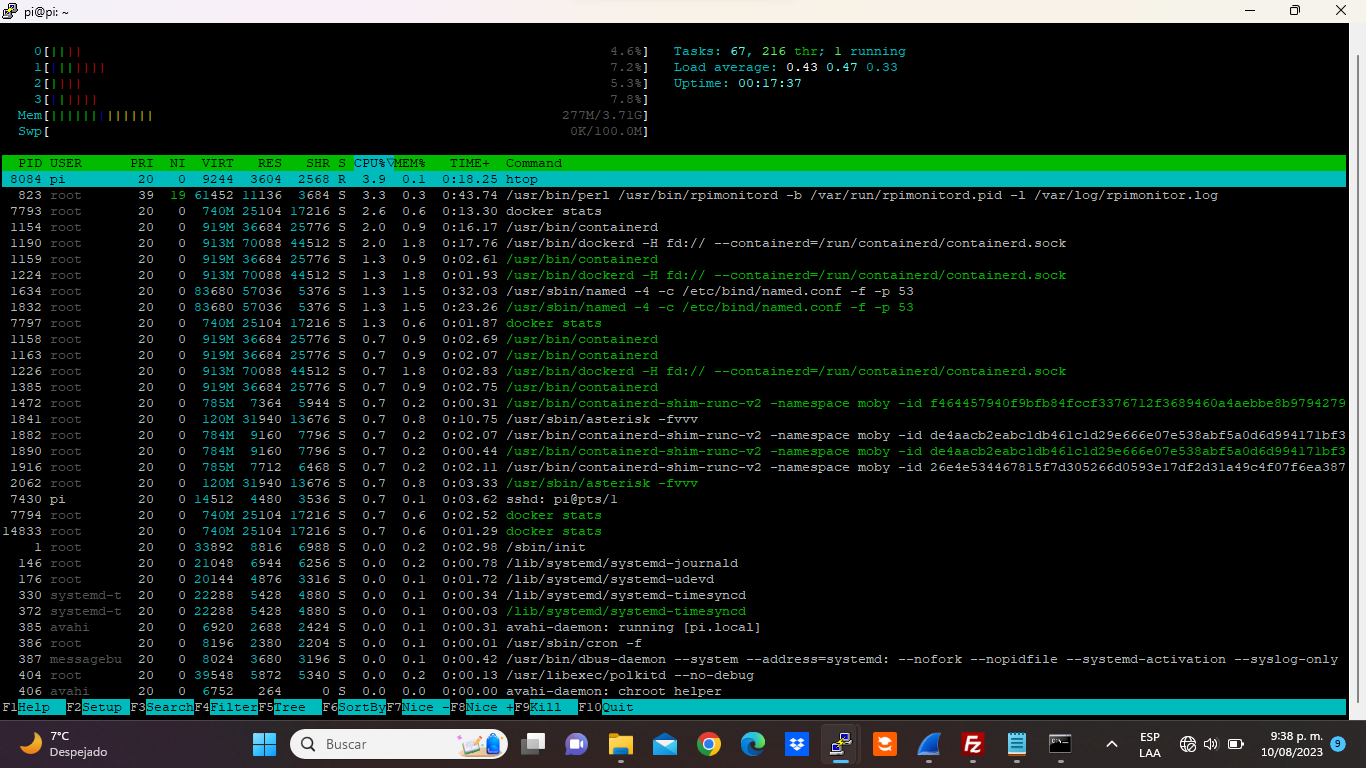 pi@pi: ~
0[|||| 4.6%] Tasks: 67, 216 thr; 1 running
1[||||||| 7.2%] Load average: 0.43 0.47 0.33
2[|||| 5.3%] Uptime: 00:17:37
3[|||||| 7.8%]
Mem[||||||||||||| 277M/3.71G]
Swp[ 0K/100.0M]
PID USER PRI NI VIRT RES SHR S CPU%▽MEM% TIME+ Command
8084 pi 20 0 9244 3604 2568 R 3.9 0.1 0:18.25 htop
823 root 39 19 61452 11136 3684 S 3.3 0.3 0:43.74 /usr/bin/perl /usr/bin/rpimonitord -b /var/run/rpimonitord.pid -l /var/log/rpimonitor.log
7793 root 20 0 740M 25104 17216 S 2.6 0.6 0:13.30 docker stats
1154 root 20 0 919M 36684 25776 S 2.0 0.9 0:16.17 /usr/bin/containerd
1190 root 20 0 913M 70088 44512 S 2.0 1.8 0:17.76 /usr/bin/dockerd -H fd:// --containerd=/run/containerd/containerd.sock
1159 root 20 0 919M 36684 25776 S 1.3 0.9 0:02.61 /usr/bin/containerd
1224 root 20 0 913M 70088 44512 S 1.3 1.8 0:01.93 /usr/bin/dockerd -H fd:// --containerd=/run/containerd/containerd.sock
1634 root 20 0 83680 57036 5376 S 1.3 1.5 0:32.03 /usr/sbin/named -4 -c /etc/bind/named.conf -f -p 53
1832 root 20 0 83680 57036 5376 S 1.3 1.5 0:23.26 /usr/sbin/named -4 -c /etc/bind/named.conf -f -p 53
7797 root 20 0 740M 25104 17216 S 1.3 0.6 0:01.87 docker stats
1158 root 20 0 919M 36684 25776 S 0.7 0.9 0:02.69 /usr/bin/containerd
1163 root 20 0 919M 36684 25776 S 0.7 0.9 0:02.07 /usr/bin/containerd
1226 root 20 0 913M 70088 44512 S 0.7 1.8 0:02.83 /usr/bin/dockerd -H fd:// --containerd=/run/containerd/containerd.sock
1385 root 20 0 919M 36684 25776 S 0.7 0.9 0:02.75 /usr/bin/containerd
1472 root 20 0 785M 7364 5944 S 0.7 0.2 0:00.31 /usr/bin/containerd-shim-runc-v2 -namespace moby -id f464457940f9bfb84fccf3376712f3689460a4aebbe8b9794279
1841 root 20 0 120M 31940 13676 S 0.7 0.8 0:10.75 /usr/sbin/asterisk -fvvv
1882 root 20 0 784M 9160 7796 S 0.7 0.2 0:02.07 /usr/bin/containerd-shim-runc-v2 -namespace moby -id de4aacb2eabc1db461c1d29e666e07e538abf5a0d6d994171bf3
1890 root 20 0 784M 9160 7796 S 0.7 0.2 0:00.44 /usr/bin/containerd-shim-runc-v2 -namespace moby -id de4aacb2eabc1db461c1d29e666e07e538abf5a0d6d994171bf3
1916 root 20 0 785M 7712 6468 S 0.7 0.2 0:02.11 /usr/bin/containerd-shim-runc-v2 -namespace moby -id 26e4e534467815f7d305266d0593e17df2d31a49c4f07f6ea387
2062 root 20 0 120M 31940 13676 S 0.7 0.8 0:03.33 /usr/sbin/asterisk -fvvv
7430 pi 20 0 14512 4480 3536 S 0.7 0.1 0:03.62 sshd: pi@pts/1
7794 root 20 0 740M 25104 17216 S 0.7 0.6 0:02.52 docker stats
14833 root 20 0 740M 25104 17216 S 0.7 0.6 0:01.29 docker stats
1 root 20 0 33892 8816 6988 S 0.0 0.2 0:02.98 /sbin/init
146 root 20 0 21048 6944 6256 S 0.0 0.2 0:00.78 /lib/systemd/systemd-journald
176 root 20 0 20144 4876 3316 S 0.0 0.1 0:01.72 /lib/systemd/systemd-udevd
330 systemd-t 20 0 22288 5428 4880 S 0.0 0.1 0:00.34 /lib/systemd/systemd-timesyncd
372 systemd-t 20 0 22288 5428 4880 S 0.0 0.1 0:00.03 /lib/systemd/systemd-timesyncd
385 avahi 20 0 6920 2688 2424 S 0.0 0.1 0:00.31 avahi-daemon: running [pi.local]
386 root 20 0 8196 2380 2204 S 0.0 0.1 0:00.01 /usr/sbin/cron -f
387 messagebu 20 0 8024 3680 3196 S 0.0 0.1 0:00.42 /usr/bin/dbus-daemon --system --address=systemd: --nofork --nopidfile --systemd-activation --syslog-only
404 root 20 0 39548 5872 5340 S 0.0 0.2 0:00.13 /usr/libexec/polkitd --no-debug
406 avahi 20 0 6752 264 0 S 0.0 0.0 0:00.00 avahi-daemon: chroot helper
F1Help F2Setup F3SearchF4FilterF5Tree F6SortByF7Nice -F8Nice +F9Kill F10Quit
7°C
Despejado
Buscar
ESP
LAA
9:38 p. m.
10/08/2023
9